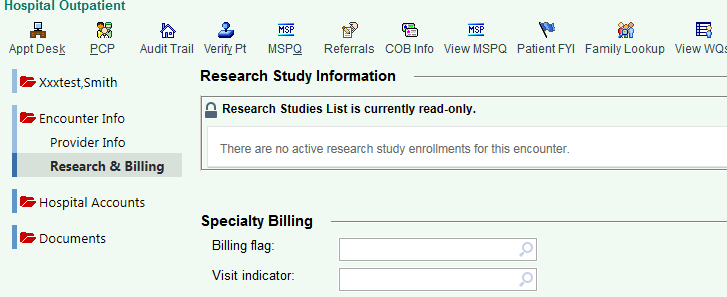 Hospital Outpatient
Appt Desk PCP Audit Trail Verify Pt MSP MSPQ Referrals COB Info MSP View MSPQ Patient FYI Family Lookup View WQs
Xxxtest,Smith
Encounter Info
Provider Info
Research & Billing
Hospital Accounts
Documents
Research Study Information
Research Studies List is currently read-only.
There are no active research study enrollments for this encounter.
Specialty Billing
Billing flag:
Visit indicator: